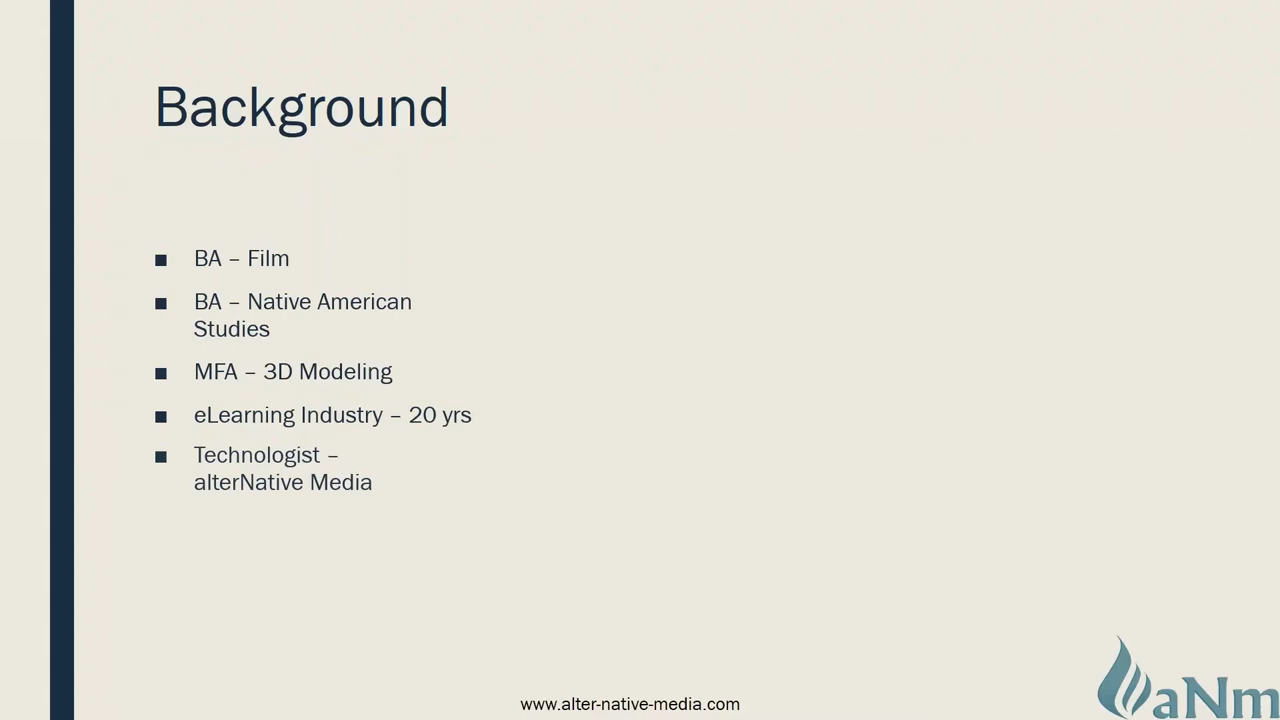 Background
BA – Film
BA – Native American
Studies
MFA – 3D Modeling
eLearning Industry – 20 yrs
Technologist –
alterNative Media
www.alter-native-media.com
aNm